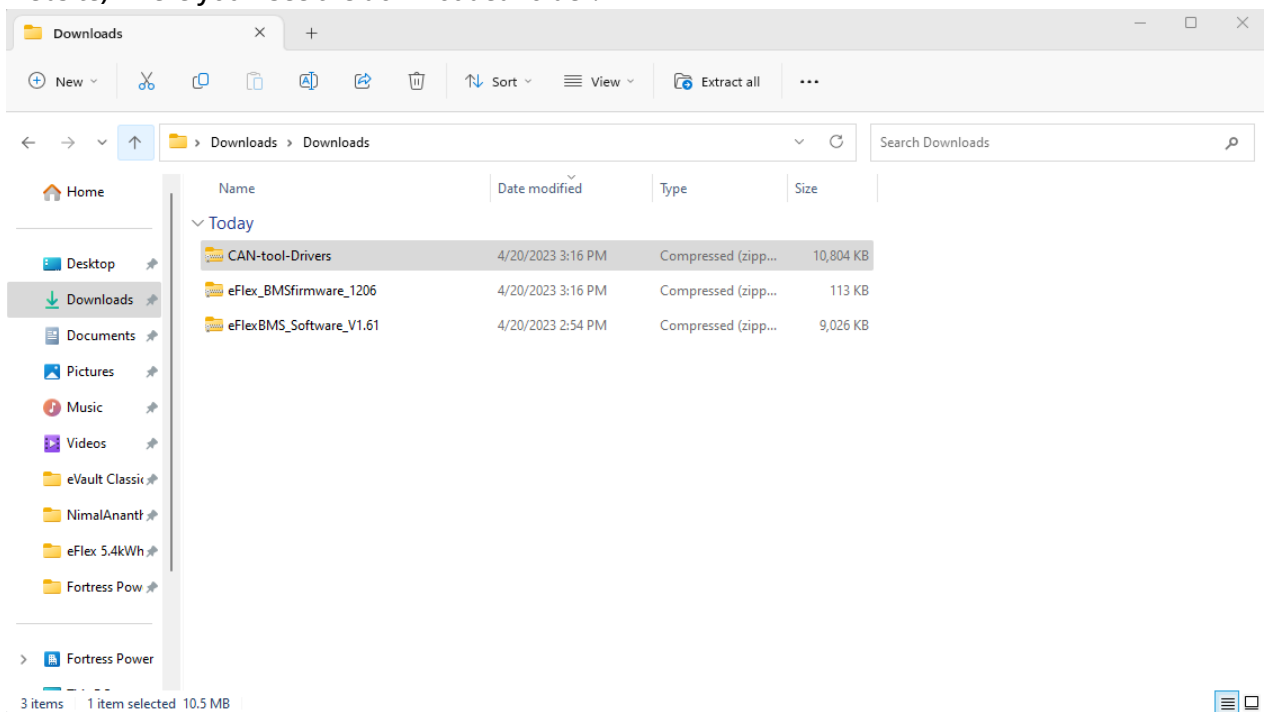 Downloads
New
Sort
View
Extract all
Downloads > Downloads
Search Downloads
Home
Name
Date modified
Type
Size
Today
Desktop
CAN-tool-Drivers 4/20/2023 3:16 PM Compressed (zipp... 10,804 KB
Downloads
eFlex_BMSfirmware_1206 4/20/2023 3:16 PM Compressed (zipp... 113 KB
Documents
eFlexBMS_Software_V1.61 4/20/2023 2:54 PM Compressed (zipp... 9,026 KB
Pictures
Music
Videos
eVault Classic
NimalAnanth
eFlex 5.4kWh
Fortress Pow
Fortress Power
3 items 1 item selected 10.5 MB